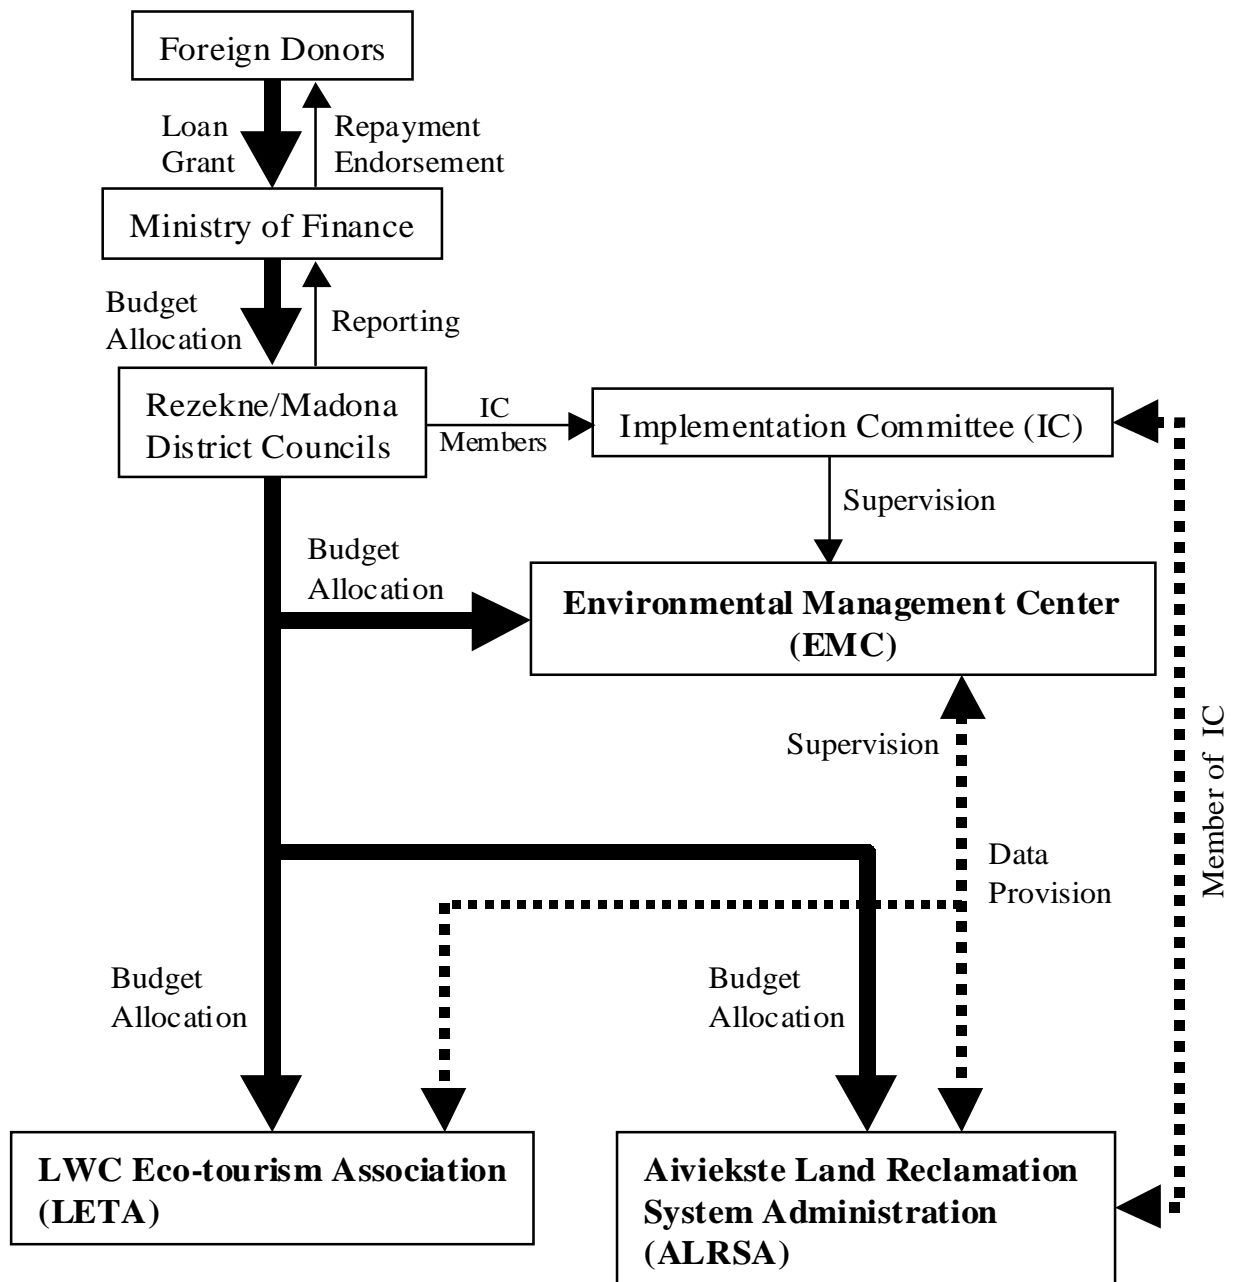 Foreign Donors
Loan
Grant
Repayment
Endorsement
Ministry of Finance
Budget
Allocation
Reporting
Rezekne/Madona
District Councils
IC
Members
Implementation Committee (IC)
Supervision
Budget
Allocation
Environmental Management Center
(EMC)
Supervision
Member of IC
Data
Provision
Budget
Allocation
Budget
Allocation
LWC Eco-tourism Association
(LETA)
Aiviekste Land Reclamation
System Administration
(ALRSA)